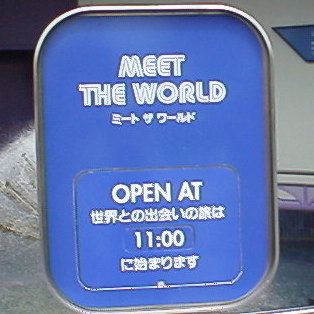 MEET
THE WORLD
ミート ザ ワールド
OPEN AT
世界との出会いの旅は
11:00
に始まります